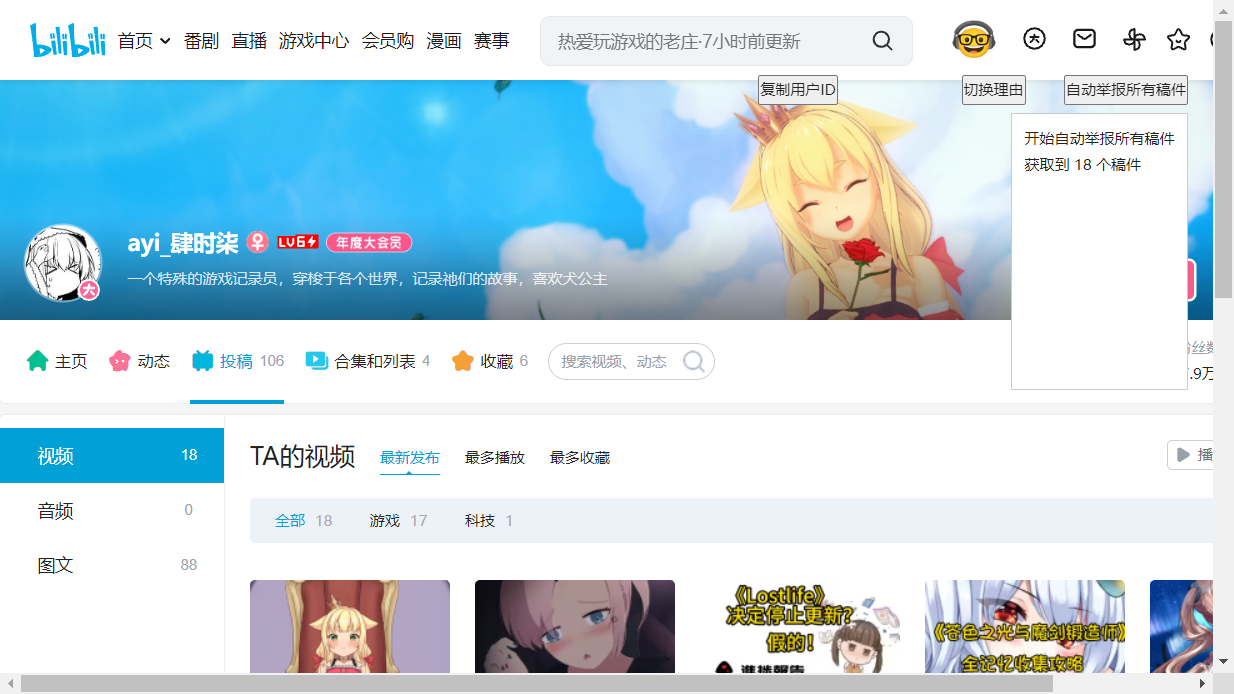 bilibili 首页 番剧 直播 游戏中心 会员购 漫画 赛事 热爱玩游戏的老庄·7小时前更新
复制用户ID 切换理由 自动举报所有稿件
开始自动举报所有稿件
获取到 18 个稿件
ayi_肆时柒 LV6 年度大会员
一个特殊的游戏记录员，穿梭于各个世界，记录祂们的故事，喜欢犬公主
大
主页 动态 投稿 106 合集和列表 4 收藏 6 搜索视频、动态
.9万
视频 18
音频 0
图文 88
TA的视频 最新发布 最多播放 最多收藏 播
全部 18 游戏 17 科技 1
《Lostlife》
决定停止更新?
假的!
進捗報告
《苍色之光与魔剑锻造师》
全记忆收集攻略